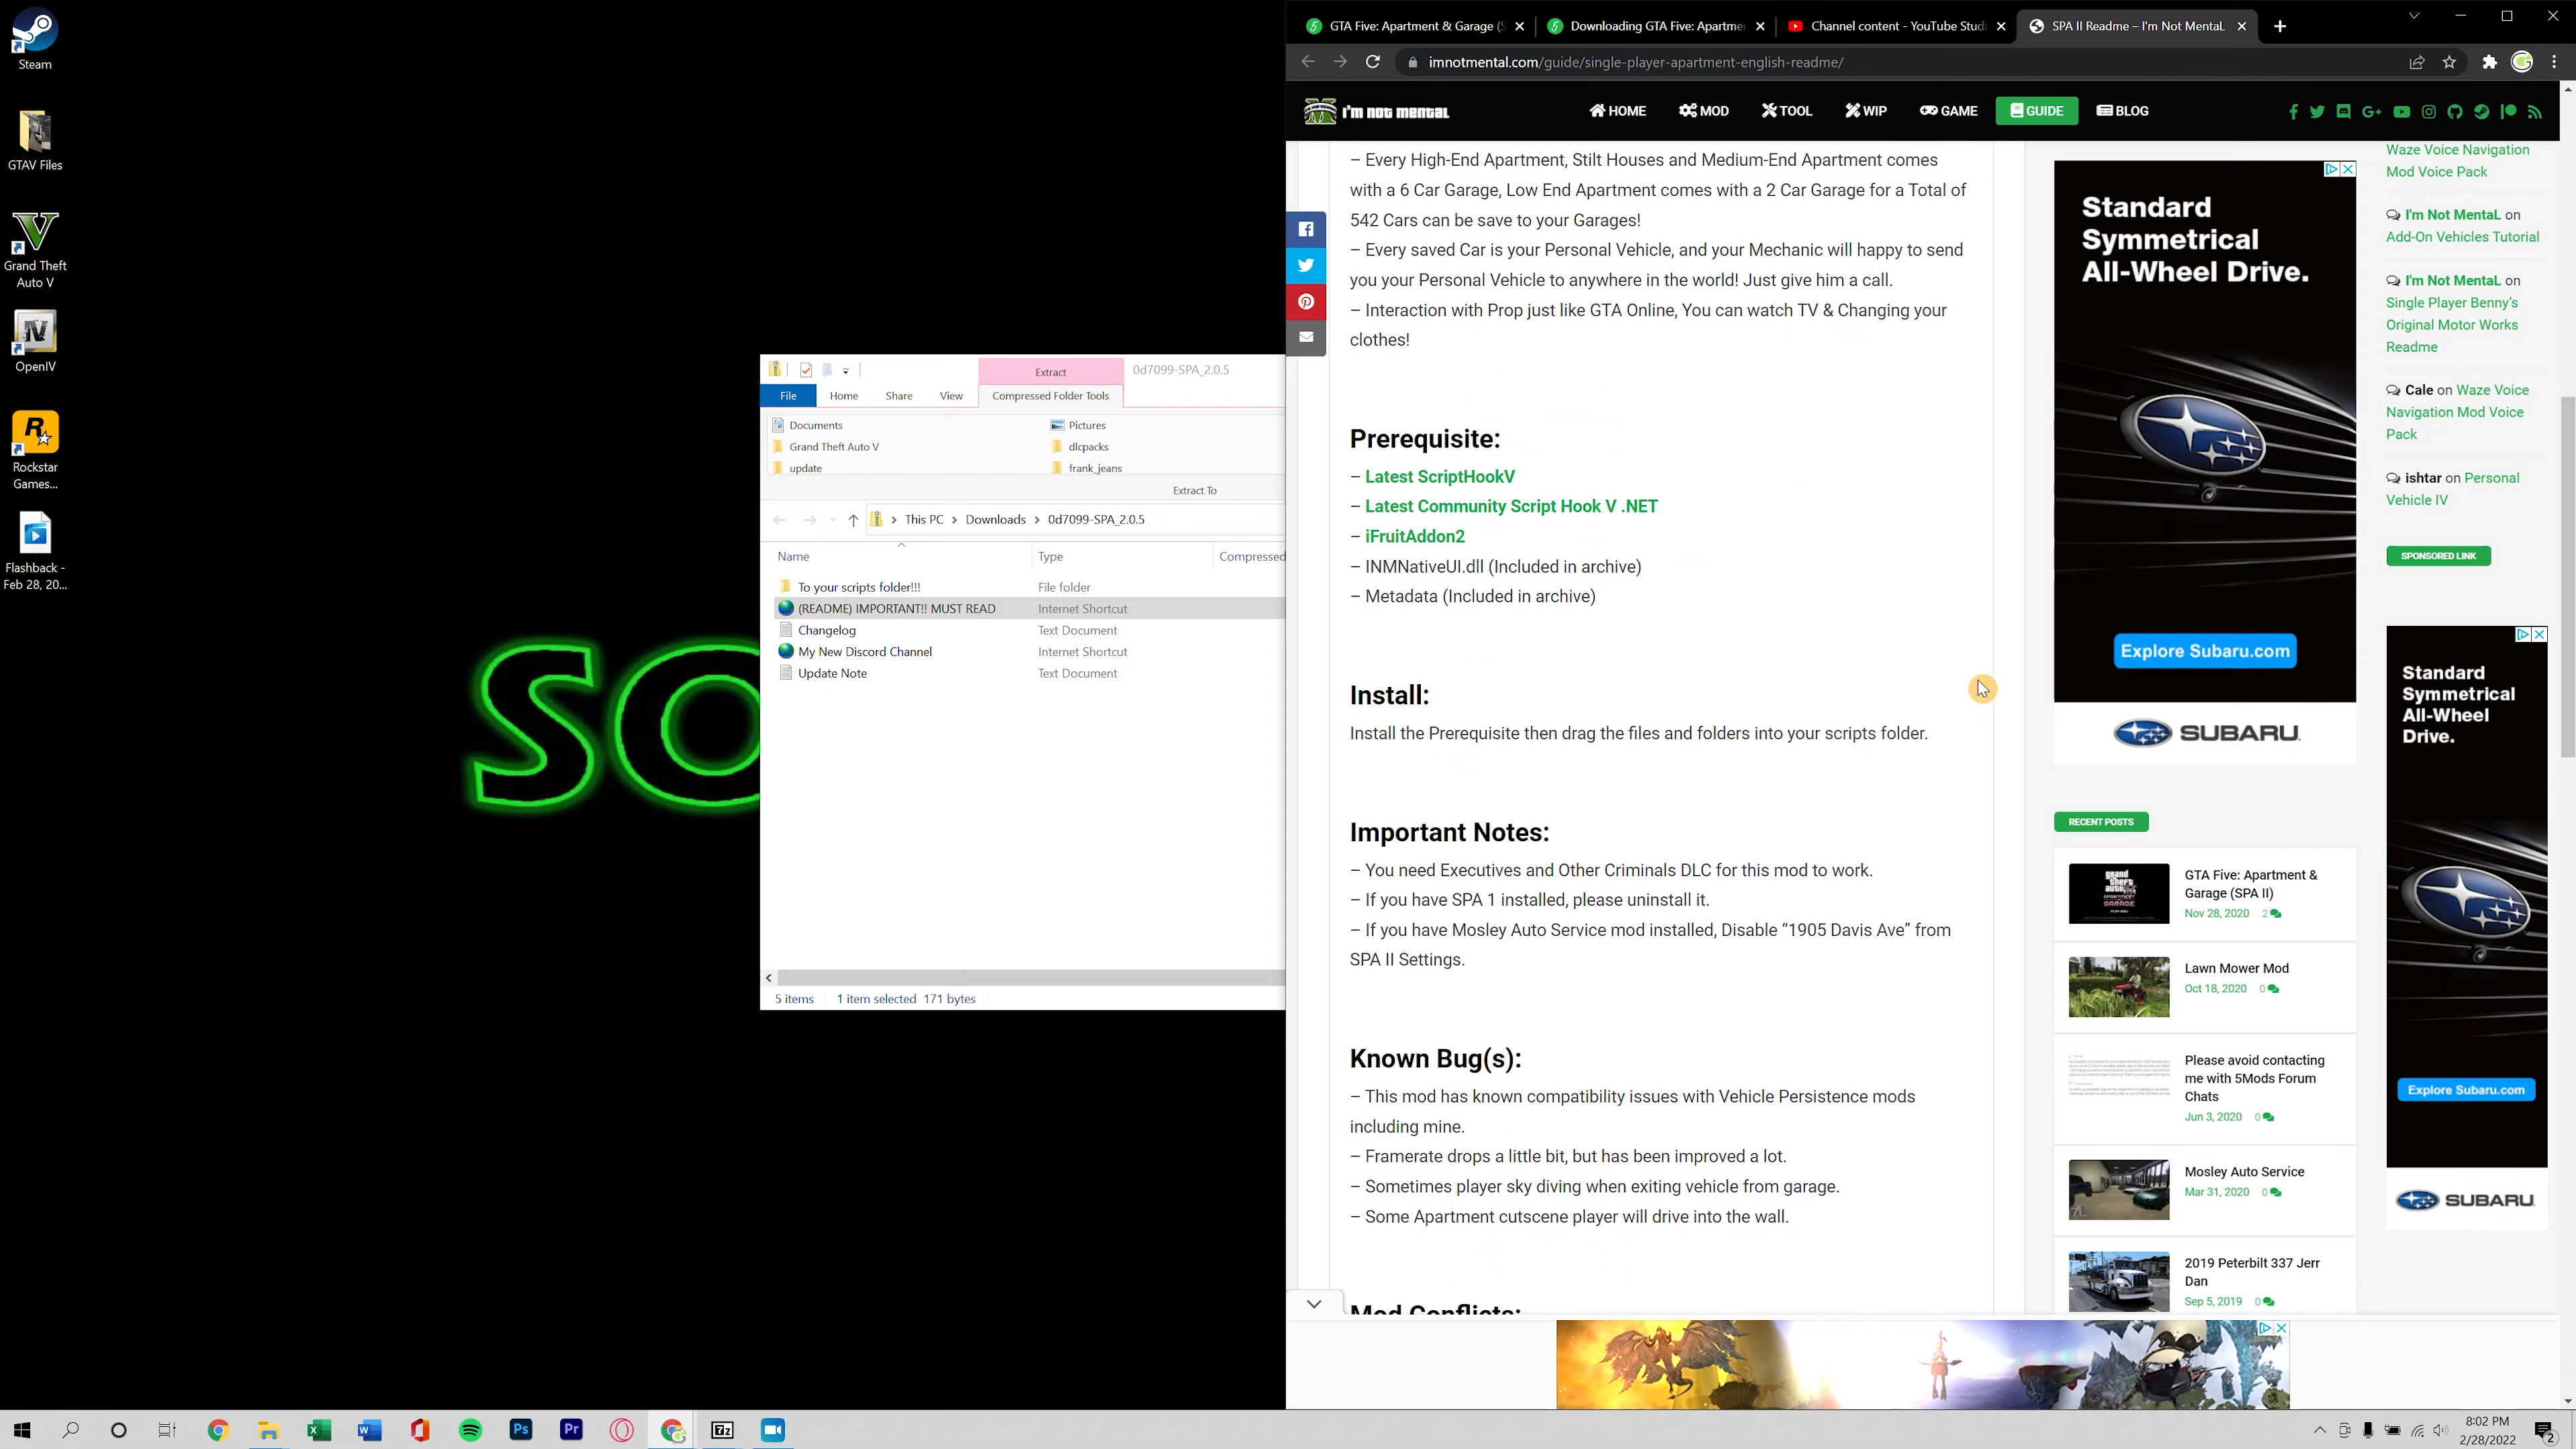 Steam
GTAV Files
Grand Theft
Auto V
OpenIV
Rockstar
Games...
Flashback -
Feb 28, 20...
SO
Extract
0d7099-SPA_2.0.5
File
Home
Share
View
Compressed Folder Tools
Documents
Pictures
Grand Theft Auto V
dlcpacks
update
frank_jeans
Extract To
This PC > Downloads > 0d7099-SPA_2.0.5
Name
Type
Compressed
To your scripts folder!!!
File folder
(README) IMPORTANT!! MUST READ
Internet Shortcut
Changelog
Text Document
My New Discord Channel
Internet Shortcut
Update Note
Text Document
5 items
1 item selected 171 bytes
GTA Five: Apartment & Garage (S
Downloading GTA Five: Apartme
Channel content - YouTube Studi
SPA II Readme – I'm Not MentaL
imnotmental.com/guide/single-player-apartment-english-readme/
i'm not mental
HOME
MOD
TOOL
WIP
GAME
GUIDE
BLOG
– Every High-End Apartment, Stilt Houses and Medium-End Apartment comes
with a 6 Car Garage, Low End Apartment comes with a 2 Car Garage for a Total of
542 Cars can be save to your Garages!
– Every saved Car is your Personal Vehicle, and your Mechanic will happy to send
you your Personal Vehicle to anywhere in the world! Just give him a call.
– Interaction with Prop just like GTA Online, You can watch TV & Changing your
clothes!
Prerequisite:
– Latest ScriptHookV
– Latest Community Script Hook V .NET
– iFruitAddon2
– INMNativeUI.dll (Included in archive)
– Metadata (Included in archive)
Install:
Install the Prerequisite then drag the files and folders into your scripts folder.
Important Notes:
– You need Executives and Other Criminals DLC for this mod to work.
– If you have SPA 1 installed, please uninstall it.
– If you have Mosley Auto Service mod installed, Disable “1905 Davis Ave” from
SPA II Settings.
Known Bug(s):
– This mod has known compatibility issues with Vehicle Persistence mods
including mine.
– Framerate drops a little bit, but has been improved a lot.
– Sometimes player sky diving when exiting vehicle from garage.
– Some Apartment cutscene player will drive into the wall.
Mod Conflicts:
Standard
Symmetrical
All-Wheel Drive.
Explore Subaru.com
SUBARU
RECENT POSTS
GTA Five: Apartment &
Garage (SPA II)
Nov 28, 2020 2
Lawn Mower Mod
Oct 18, 2020 0
Please avoid contacting
me with 5Mods Forum
Chats
Jun 3, 2020 0
Mosley Auto Service
Mar 31, 2020 0
2019 Peterbilt 337 Jerr
Dan
Sep 5, 2019 0
Waze Voice Navigation
Mod Voice Pack
I'm Not MentaL on
Add-On Vehicles Tutorial
I'm Not MentaL on
Single Player Benny's
Original Motor Works
Readme
Cale on Waze Voice
Navigation Mod Voice
Pack
ishtar on Personal
Vehicle IV
SPONSORED LINK
Standard
Symmetrical
All-Wheel
Drive.
Explore Subaru.com
SUBARU
8:02 PM
2/28/2022
2